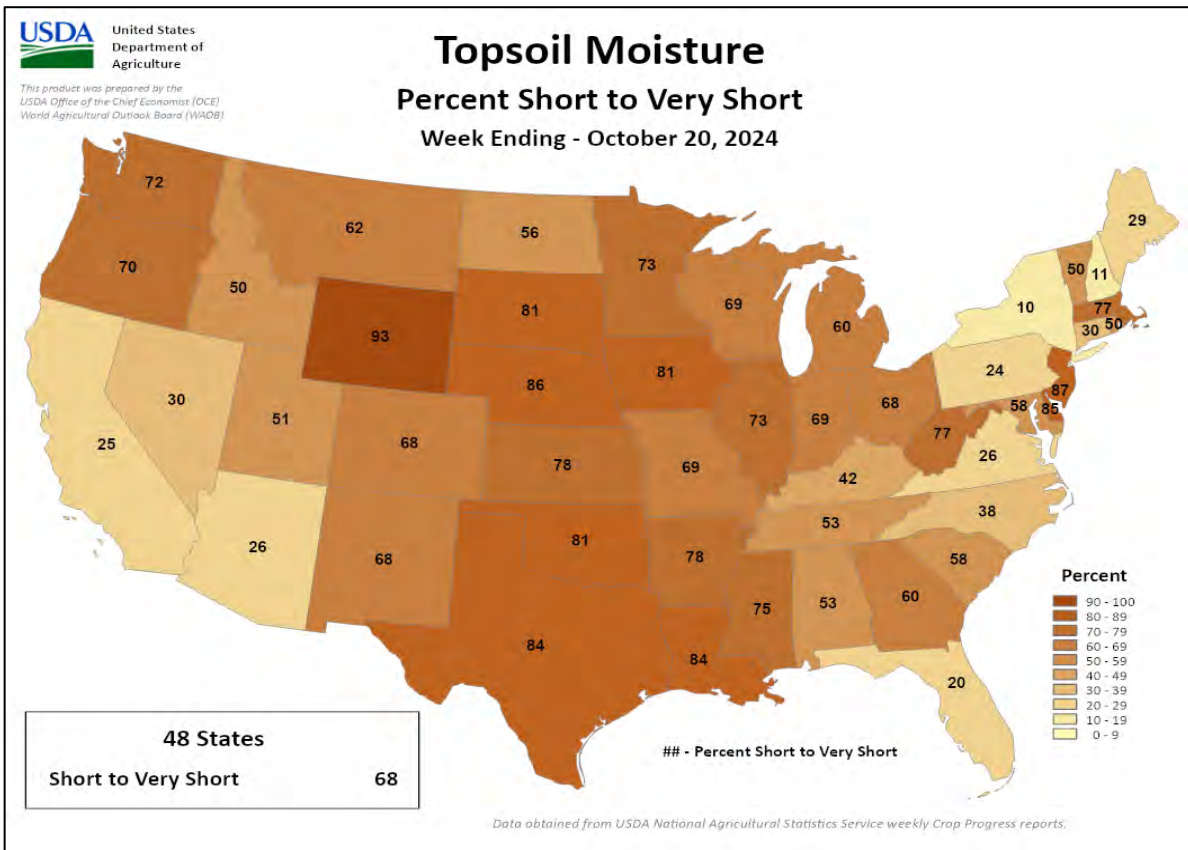 USDA
United States
Department of
Agriculture
This product was prepared by the
USDA Office of the Chief Economist (OCE)
World Agricultural Outlook Board (WAOB)
Topsoil Moisture
Percent Short to Very Short
Week Ending - October 20, 2024
72
62
56
73
29
70
50
81
69
60
50
11
10
77
30
50
93
86
81
24
87
30
51
68
73
69
68
58
85
25
78
69
77
26
42
38
26
68
81
78
53
58
84
84
75
53
60
20
Percent
90 - 100
80 - 89
70 - 79
60 - 69
50 - 59
40 - 49
30 - 39
20 - 29
10 - 19
0 - 9
48 States
Short to Very Short 68
## - Percent Short to Very Short
Data obtained from USDA National Agricultural Statistics Service weekly Crop Progress reports.